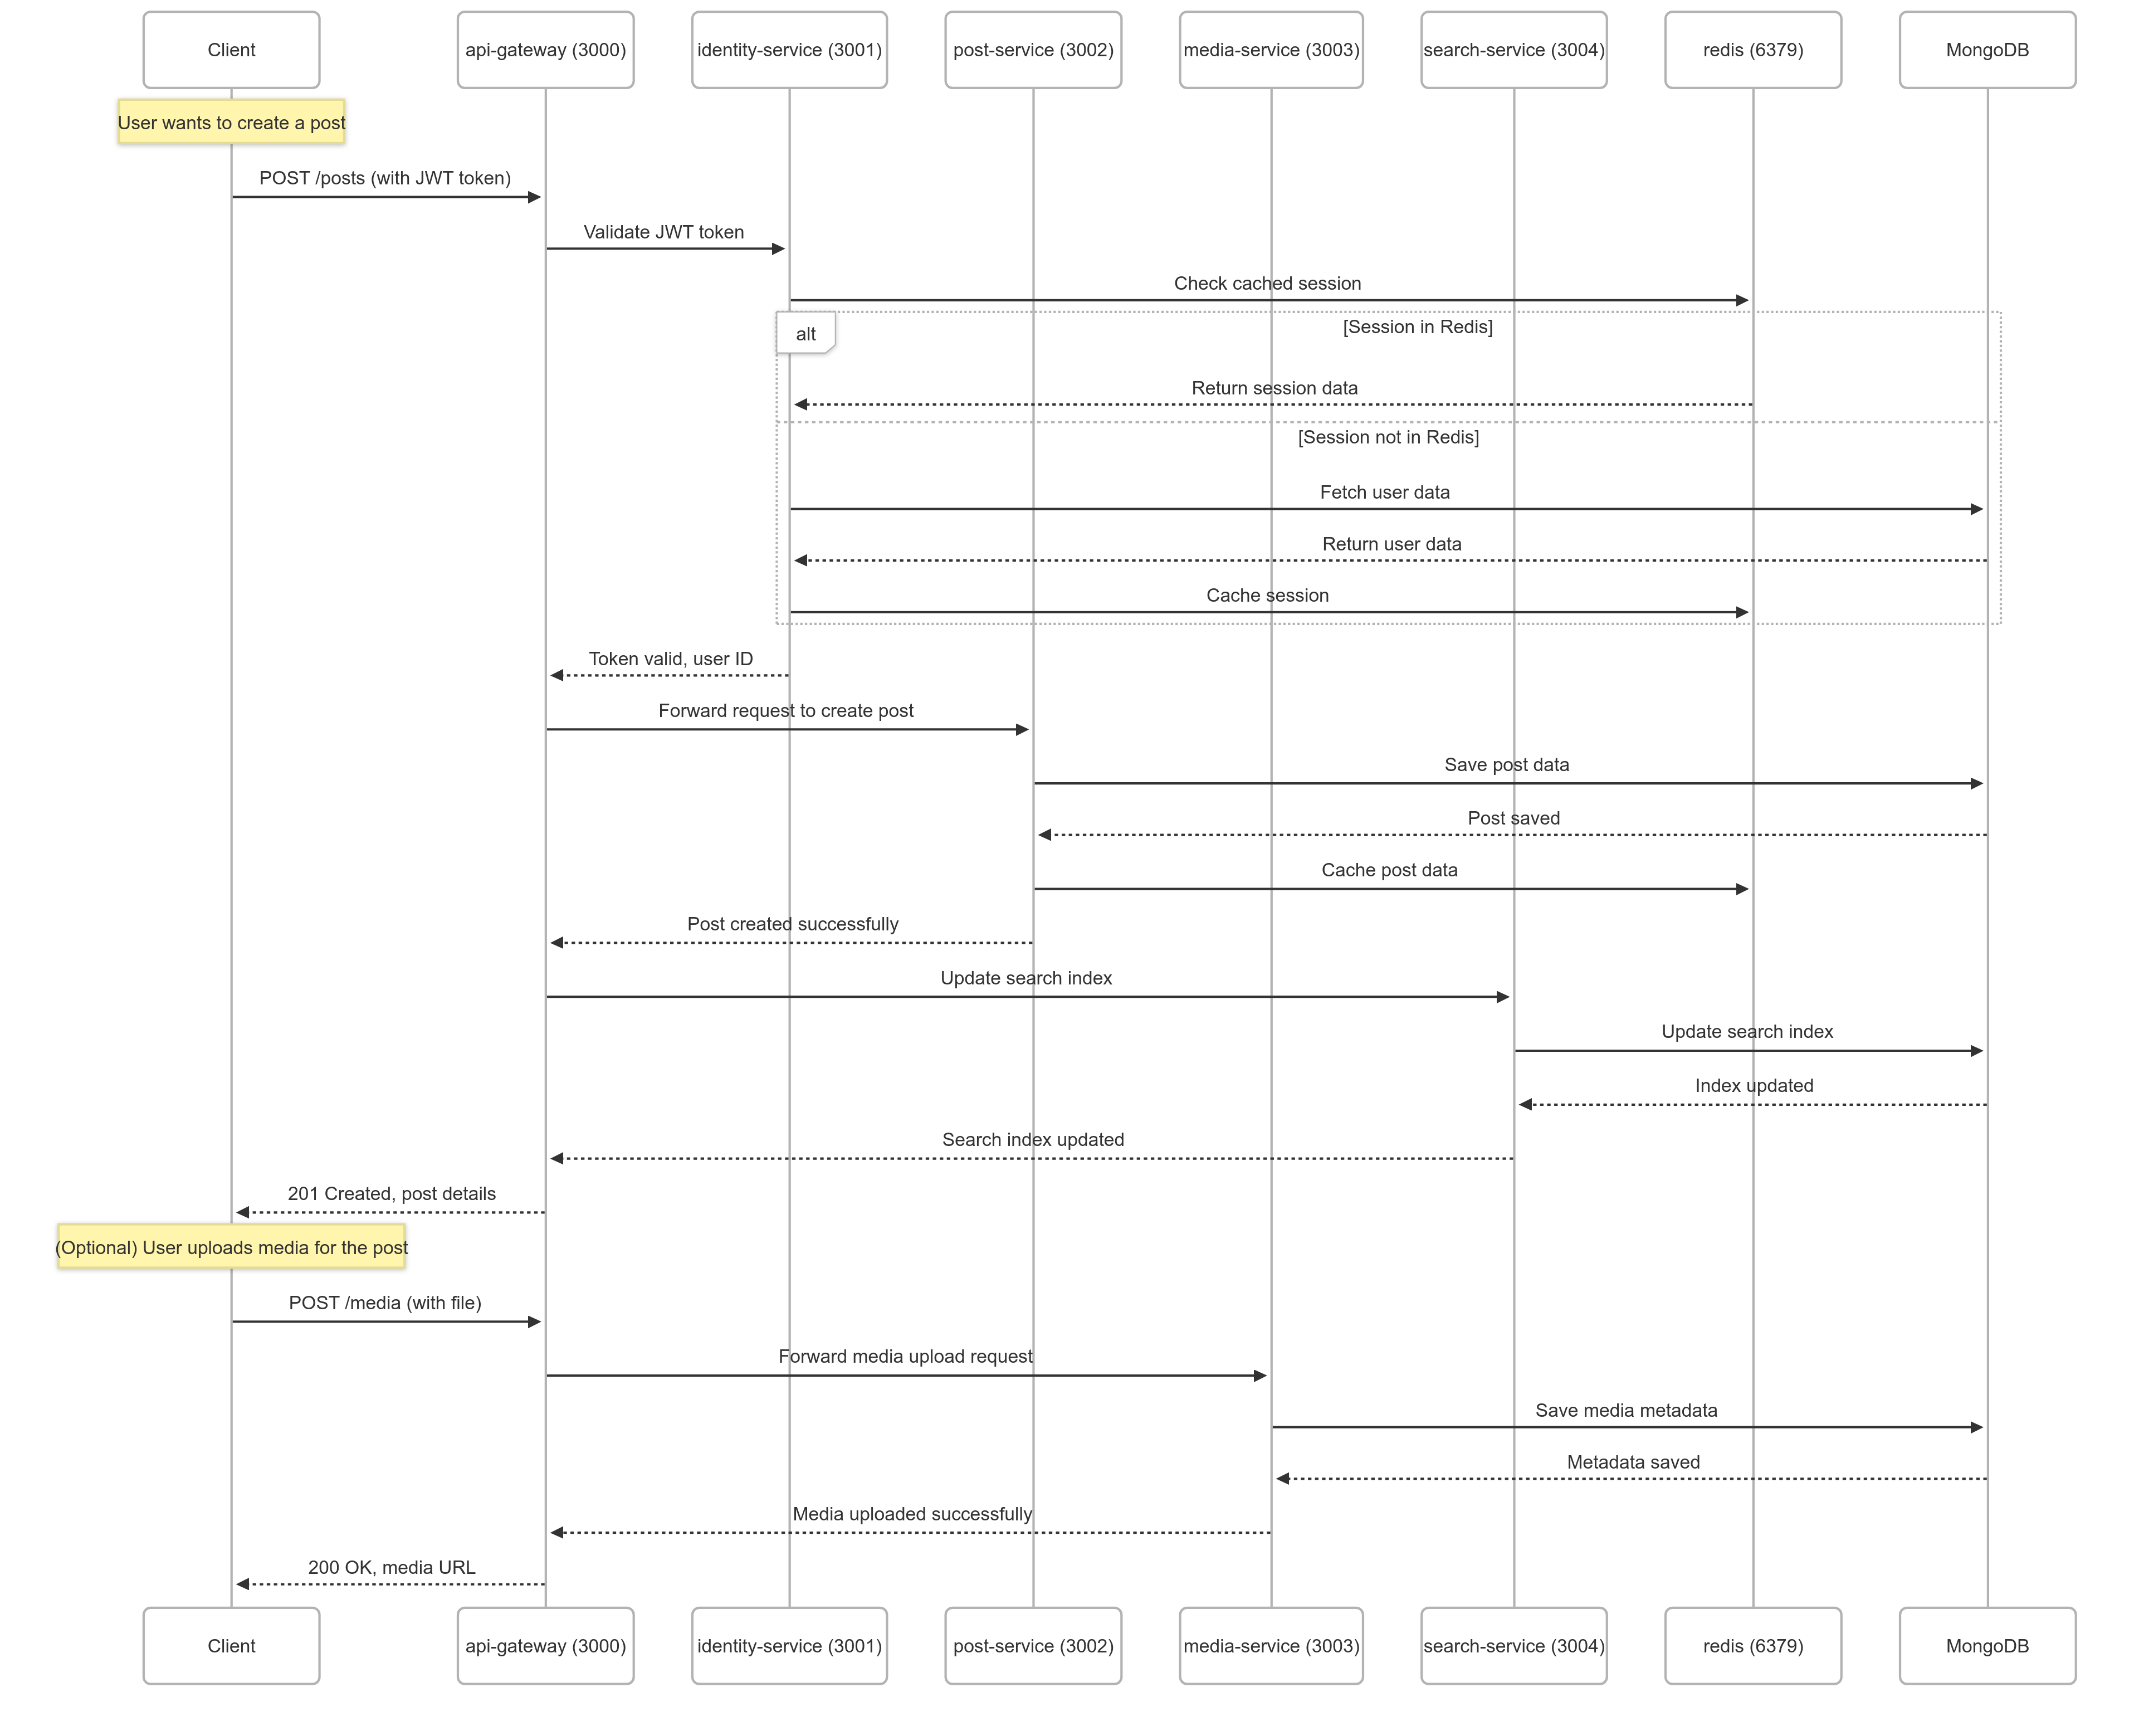 Client
api-gateway (3000)
identity-service (3001)
post-service (3002)
media-service (3003)
search-service (3004)
redis (6379)
MongoDB
User wants to create a post
POST /posts (with JWT token)
Validate JWT token
Check cached session
alt
[Session in Redis]
Return session data
[Session not in Redis]
Fetch user data
Return user data
Cache session
Token valid, user ID
Forward request to create post
Save post data
Post saved
Cache post data
Post created successfully
Update search index
Update search index
Index updated
Search index updated
201 Created, post details
(Optional) User uploads media for the post
POST /media (with file)
Forward media upload request
Save media metadata
Metadata saved
Media uploaded successfully
200 OK, media URL
Client
api-gateway (3000)
identity-service (3001)
post-service (3002)
media-service (3003)
search-service (3004)
redis (6379)
MongoDB